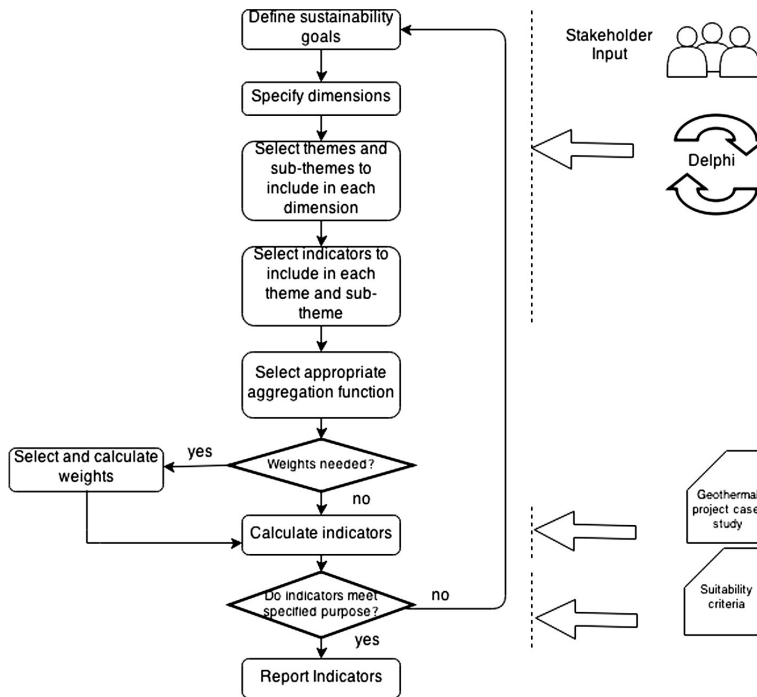 Define sustainability
goals
Specify dimensions
Select themes and
sub-themes to
include in each
dimension
Select indicators to
include in each
theme and sub-
theme
Select appropriate
aggregation function
Weights needed?
yes
Select and calculate
weights
no
Calculate indicators
Do indicators meet
specified purpose?
no
yes
Report Indicators
Stakeholder
Input
Delphi
Geothermal
project case
study
Suitability
criteria